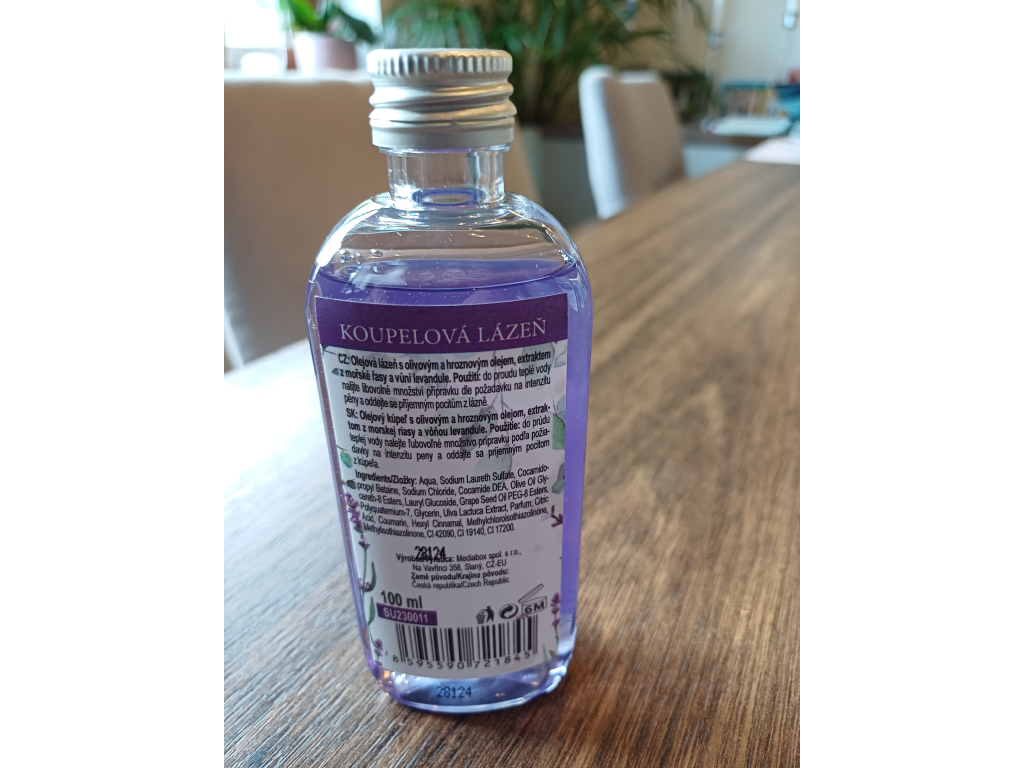 KOUPELOVÁ LÁZEŇ
CZ: Olejová lázeň s olivovým a hroznovým olejem, extraktem
z mořské řasy a vůní levandule. Použití: do proudu teplé vody
nalijte libovolné množství přípravku dle požadavku na intenzitu
pěny a oddejte se příjemným pocitům z lázně.
SK: Olejový kúpeľ s olivovým a hroznovým olejom, extrak-
tom z morskej riasy a vôňou levandule. Použitie: do prúdu
teplej vody nalejte ľubovoľné množstvo prípravku podľa požia-
davky na intenzitu peny a oddajte sa príjemným pocitom
z kúpeľa.
Ingredients/Zložky: Aqua, Sodium Laureth Sulfate, Cocamido-
propyl Betaine, Sodium Chloride, Cocamide DEA, Olive Oil Gly-
cereth-8 Esters, Lauryl Glucoside, Grape Seed Oil PEG-8 Esters,
Polyquaternium-7, Glycerin, Ulva Lactuca Extract, Parfum, Citric
Acid, Coumarin, Hexyl Cinnamal, Methylchloroisothiazolinone,
Methylisothiazolinone, CI 42090, CI 19140, CI 17200.
28124
Výrobce/Výrobca: Mediabox spol. s r.o.,
Na Vavřinci 358, Slaný, CZ-EU
Země původu/Krajina pôvodu:
Česká republika/Czech Republic
100 ml
SU230011
6M
8 595590 721845
28124